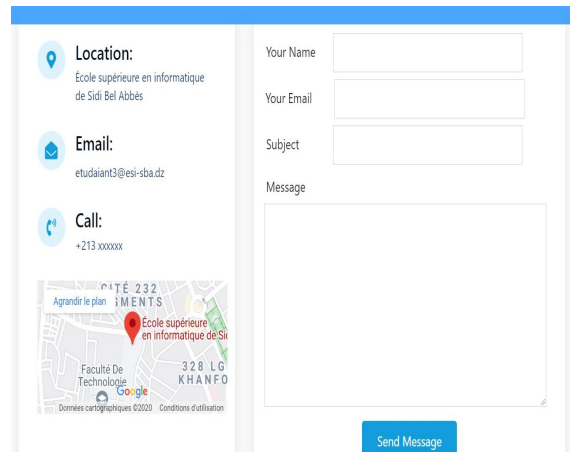 Location:
École supérieure en informatique
de Sidi Bel Abbès
Email:
etudaiant3@esi-sba.dz
Call:
+213 xxxxxx
CITÉ 232
Agrandir le plan
GMENTS
École supérieure
en informatique de Sid
Faculté De
Technologie
328 LG
KHANFO
Google
Données cartographiques ©2020 Conditions d'utilisation
Your Name
Your Email
Subject
Message
Send Message